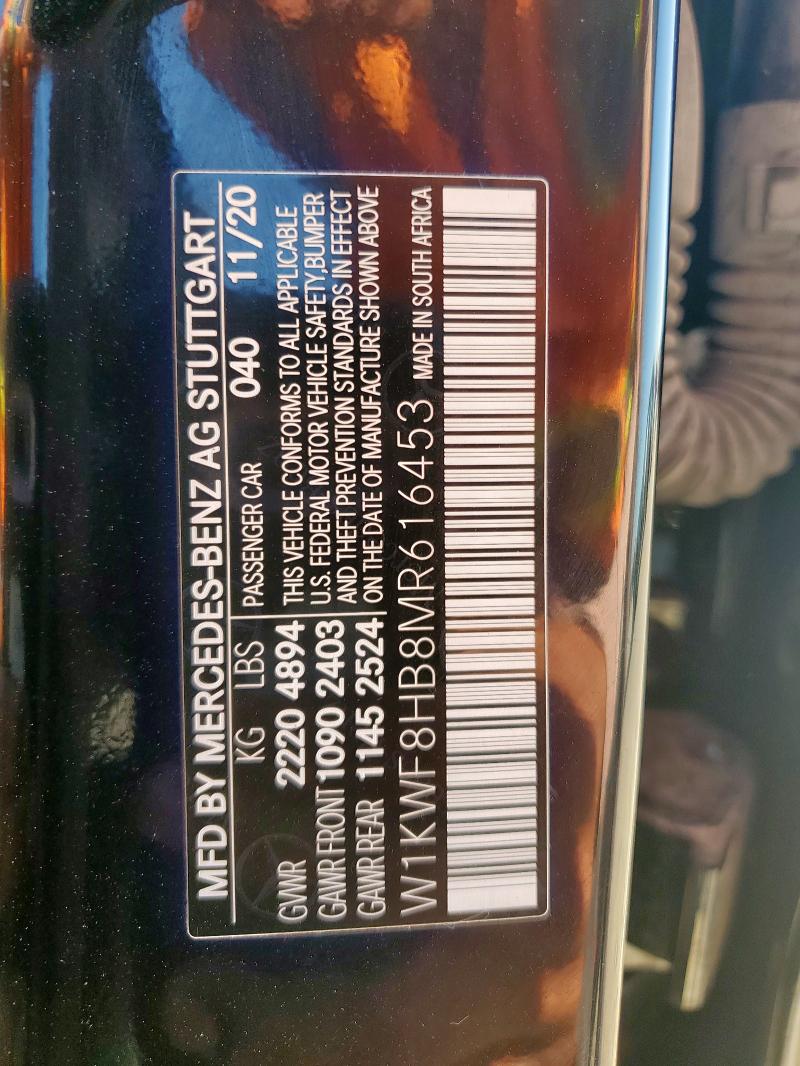 MFD BY MERCEDES-BENZ AG STUTTGART
KG LBS PASSENGER CAR 040 11/20
GVWR 2220 4894 THIS VEHICLE CONFORMS TO ALL APPLICABLE
GAWR FRONT 1090 2403 U.S. FEDERAL MOTOR VEHICLE SAFETY,BUMPER
AND THEFT PREVENTION STANDARDS IN EFFECT
GAWR REAR 1145 2524 ON THE DATE OF MANUFACTURE SHOWN ABOVE
W1KWF8HB8MR616453 MADE IN SOUTH AFRICA